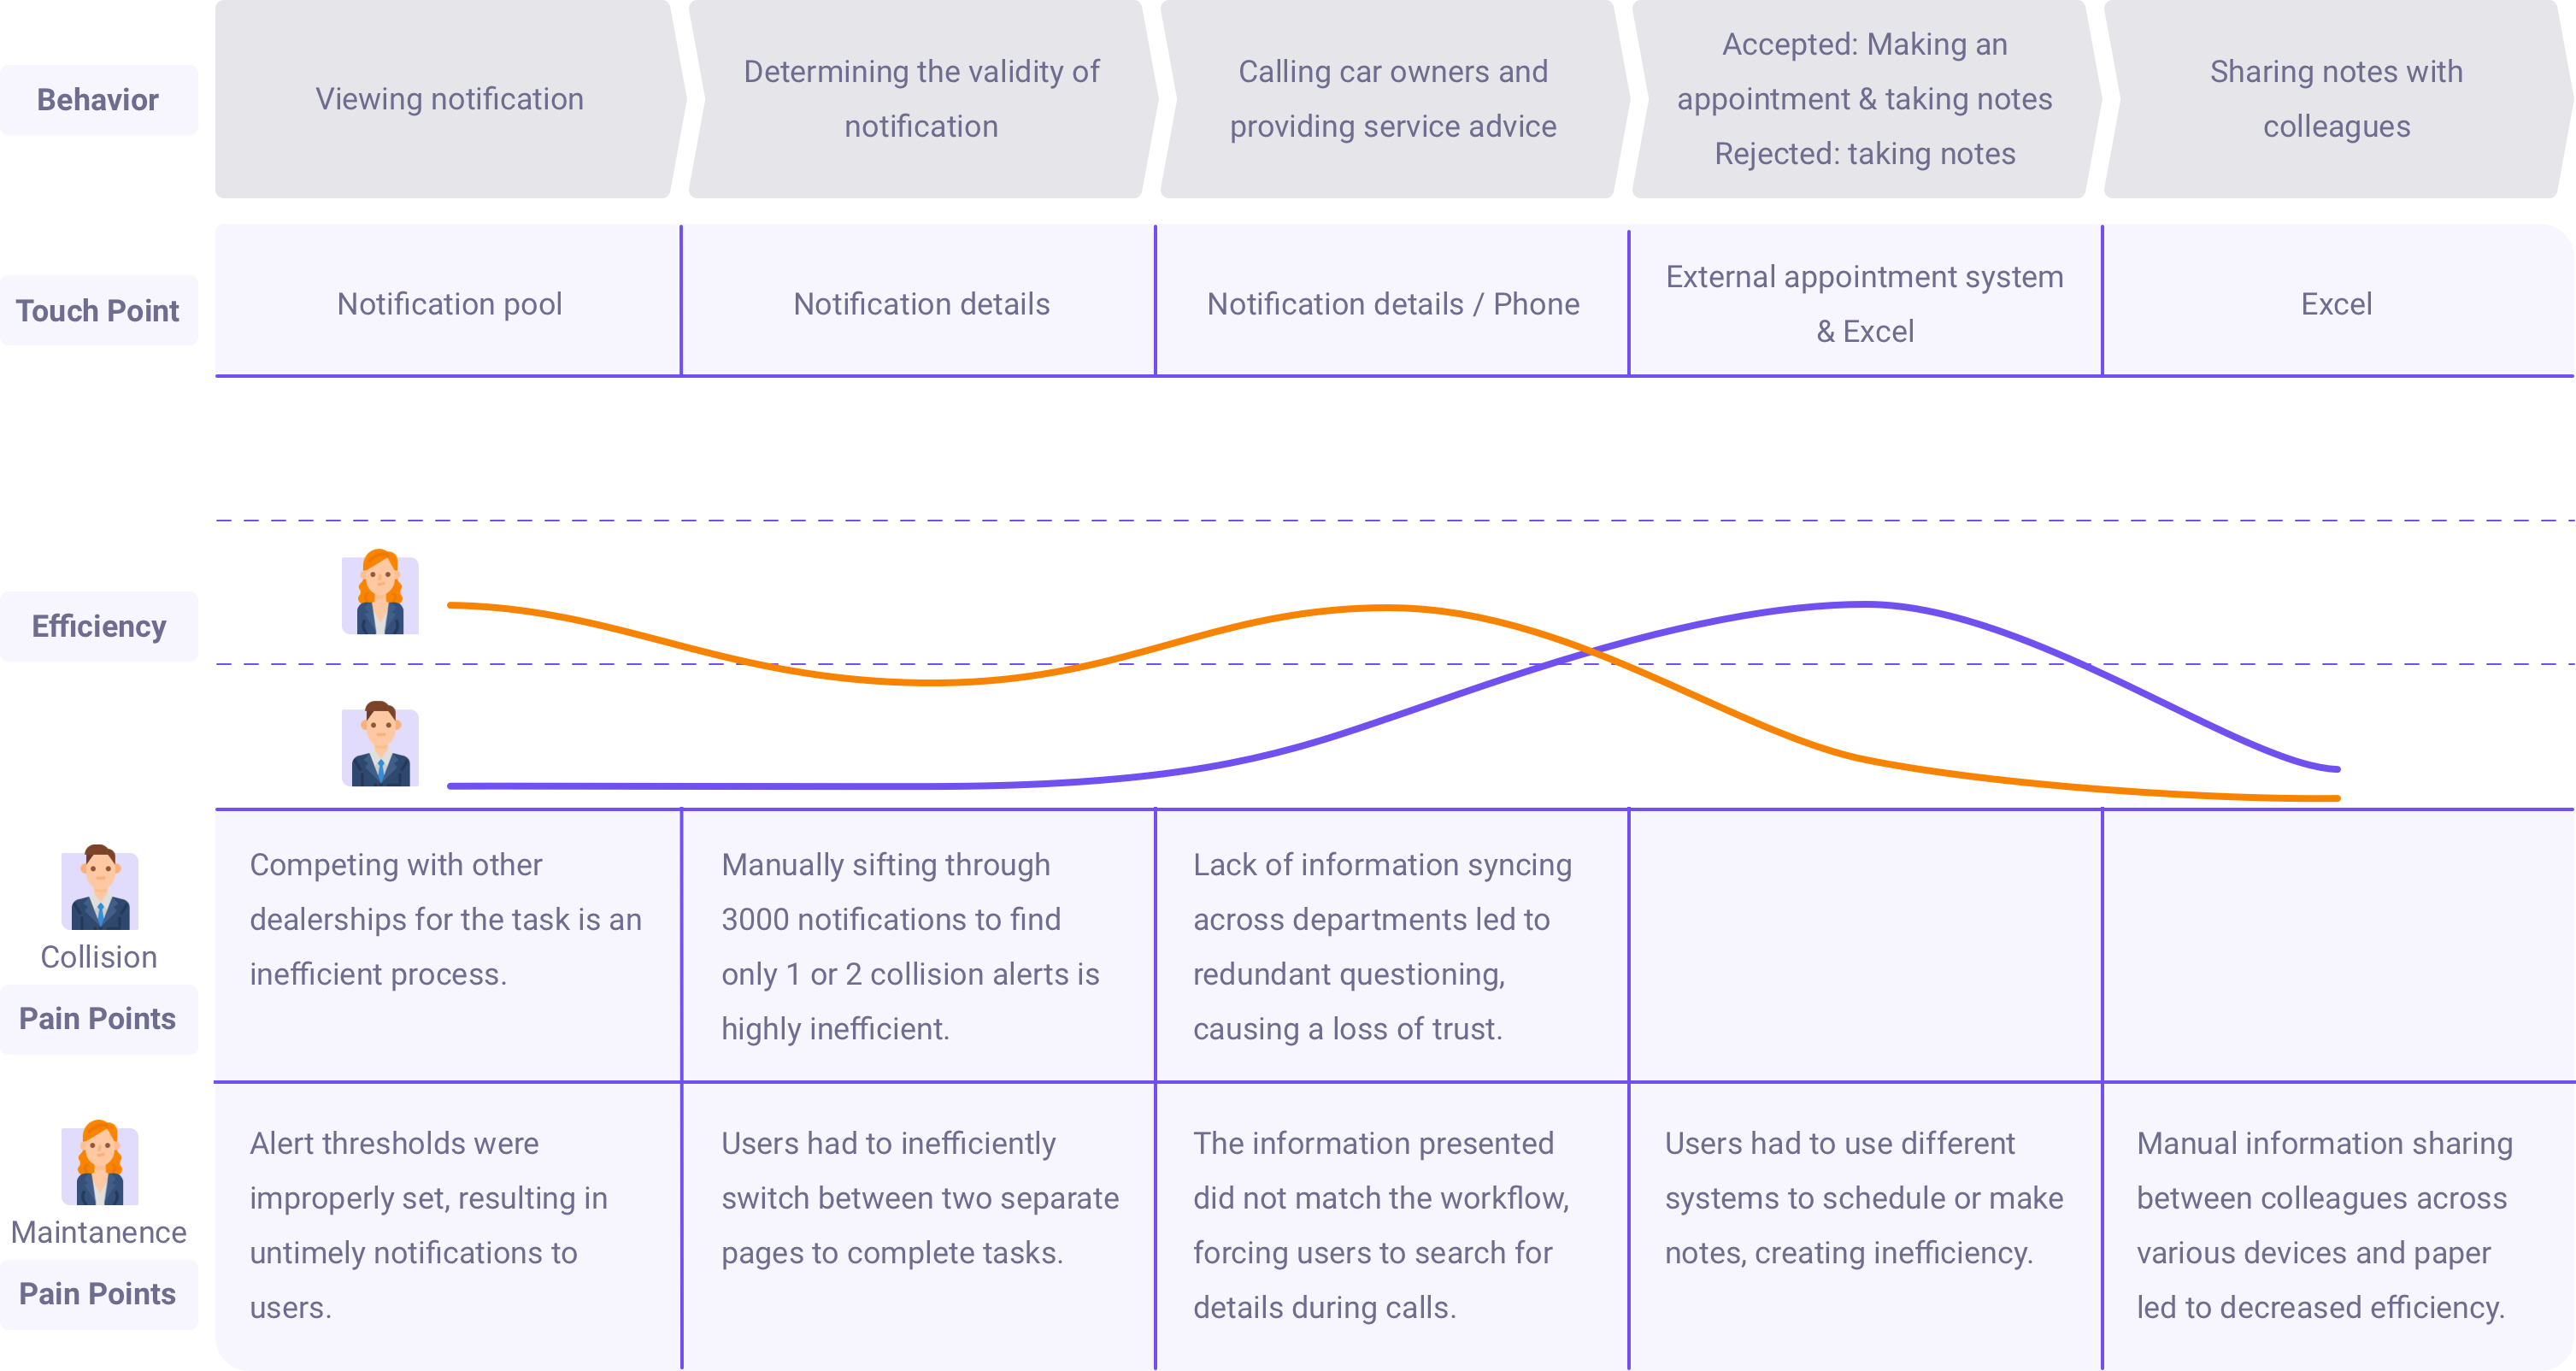 Behavior
Viewing notification
Determining the validity of
notification
Calling car owners and
providing service advice
Accepted: Making an
appointment & taking notes
Rejected: taking notes
Sharing notes with
colleagues
Touch Point
Notification pool
Notification details
Notification details / Phone
External appointment system
& Excel
Excel
Efficiency
Collision
Pain Points
Competing with other
dealerships for the task is an
inefficient process.
Manually sifting through
3000 notifications to find
only 1 or 2 collision alerts is
highly inefficient.
Lack of information syncing
across departments led to
redundant questioning,
causing a loss of trust.
Maintanence
Pain Points
Alert thresholds were
improperly set, resulting in
untimely notifications to
users.
Users had to inefficiently
switch between two separate
pages to complete tasks.
The information presented
did not match the workflow,
forcing users to search for
details during calls.
Users had to use different
systems to schedule or make
notes, creating inefficiency.
Manual information sharing
between colleagues across
various devices and paper
led to decreased efficiency.